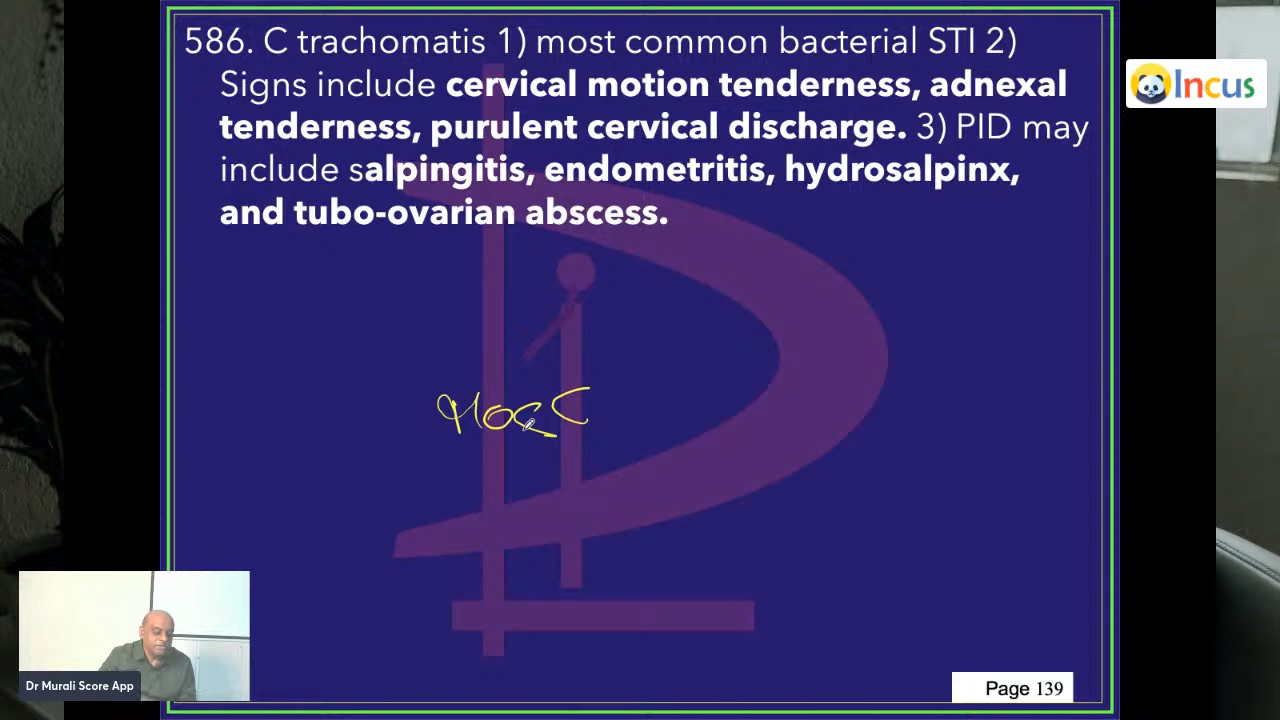 586. C trachomatis 1) most common bacterial STI 2)
Signs include cervical motion tenderness, adnexal
tenderness, purulent cervical discharge. 3) PID may
include salpingitis, endometritis, hydrosalpinx,
and tubo-ovarian abscess.
Incus
Dr Murali Score App
Page 139